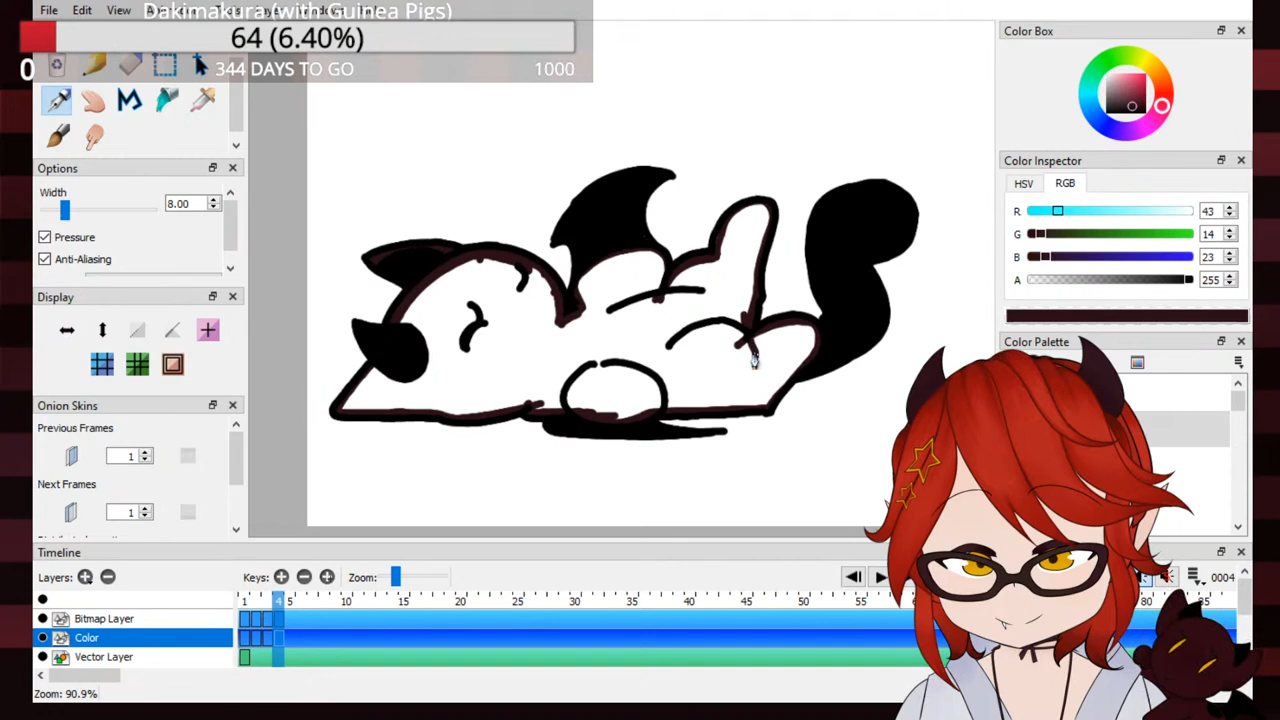 Dakimakura (with Guinea Pigs)
File Edit View
64 (6.40%)
0 344 DAYS TO GO 1000
Color Box
Options
Width
8.00
Pressure
Anti-Aliasing
Color Inspector
HSV RGB
R 43
G 14
B 23
A 255
Display
Color Palette
Onion Skins
Previous Frames
1
Next Frames
1
Timeline
Layers: Keys: Zoom: 0004
1 5 10 15 20 25 30 35 40 45 50 55 80 85
Bitmap Layer
Color
Vector Layer
Zoom: 90.9%